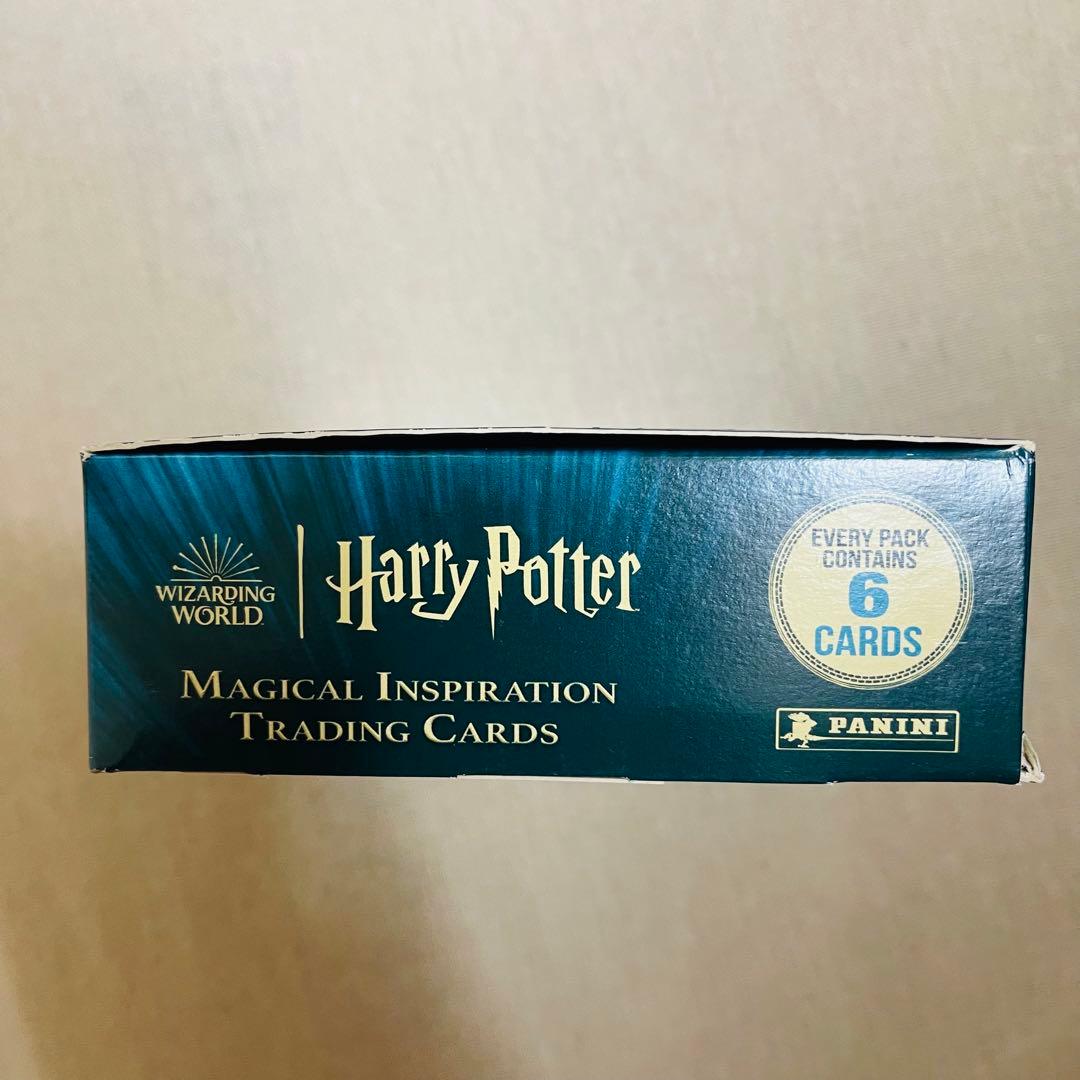 WIZARDING
WORLD
Harry Potter
MAGICAL INSPIRATION
TRADING CARDS
EVERY PACK
CONTAINS
6
CARDS
PANINI